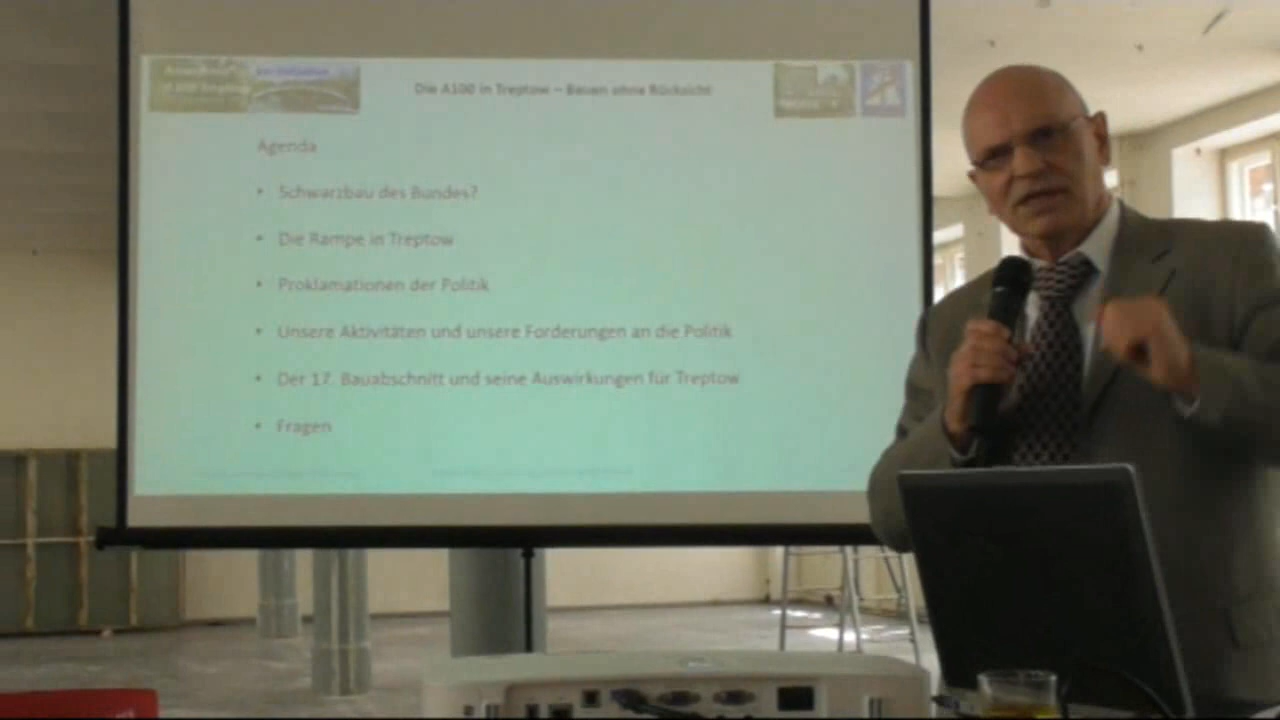 Die A100 in Treptow – Bauen ohne Rücksicht
Agenda
• Schwarzbau des Bundes?
• Die Rampe in Treptow
• Proklamationen der Politik
• Unsere Aktivitäten und unsere Forderungen an die Politik
• Der 17. Bauabschnitt und seine Auswirkungen für Treptow
• Fragen